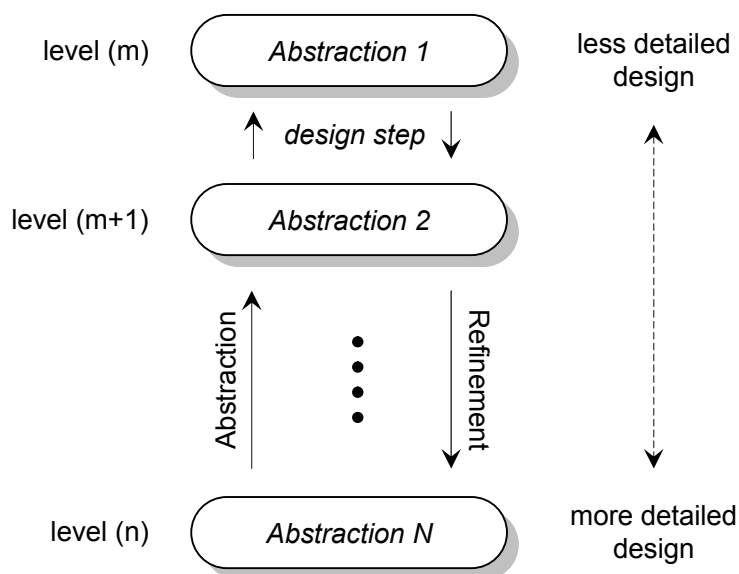 level (m)
Abstraction 1
less detailed
design
design step
level (m+1)
Abstraction 2
Abstraction
Refinement
level (n)
Abstraction N
more detailed
design